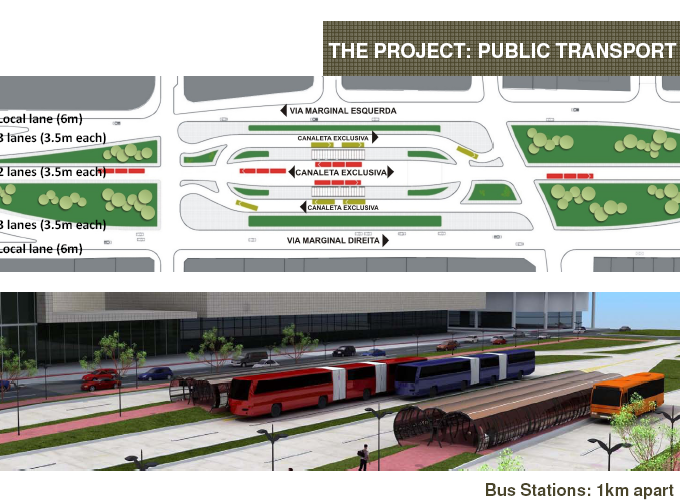 THE PROJECT: PUBLIC TRANSPORT
VIA MARGINAL ESQUERDA
Local lane (6m)
3 lanes (3.5m each)
CANALETA EXCLUSIVA
2 lanes (3.5m each)
CANALETA EXCLUSIVA
CANALETA EXCLUSIVA
3 lanes (3.5m each)
VIA MARGINAL DIREITA
Local lane (6m)
Bus Stations: 1km apart